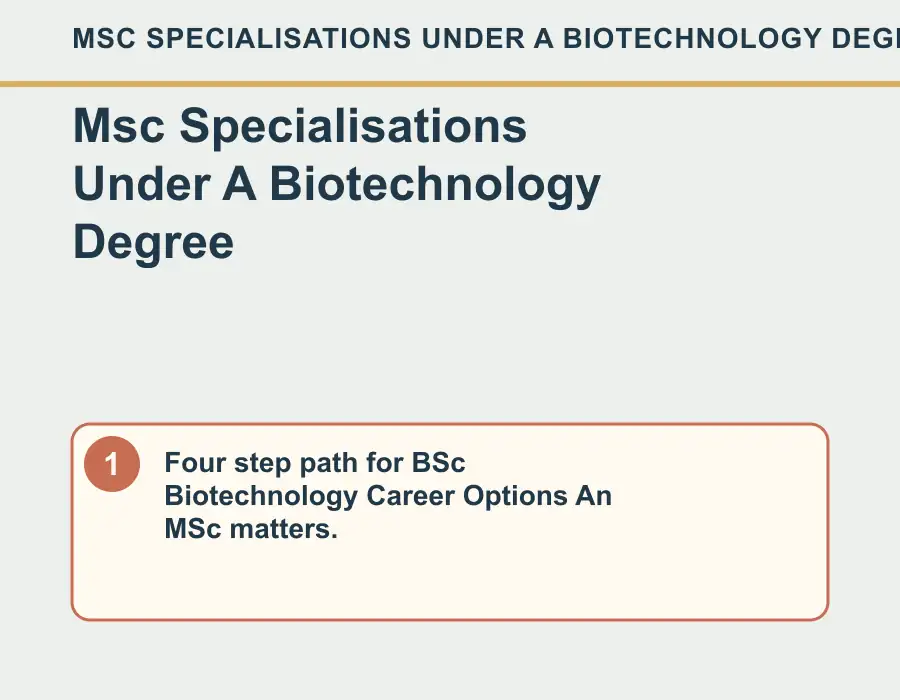 MSC SPECIALISATIONS UNDER A BIOTECHNOLOGY
Msc Specialisations
Under A Biotechnology
Degree
1
Four step path for BSc
Biotechnology Career Options An
MSc matters.